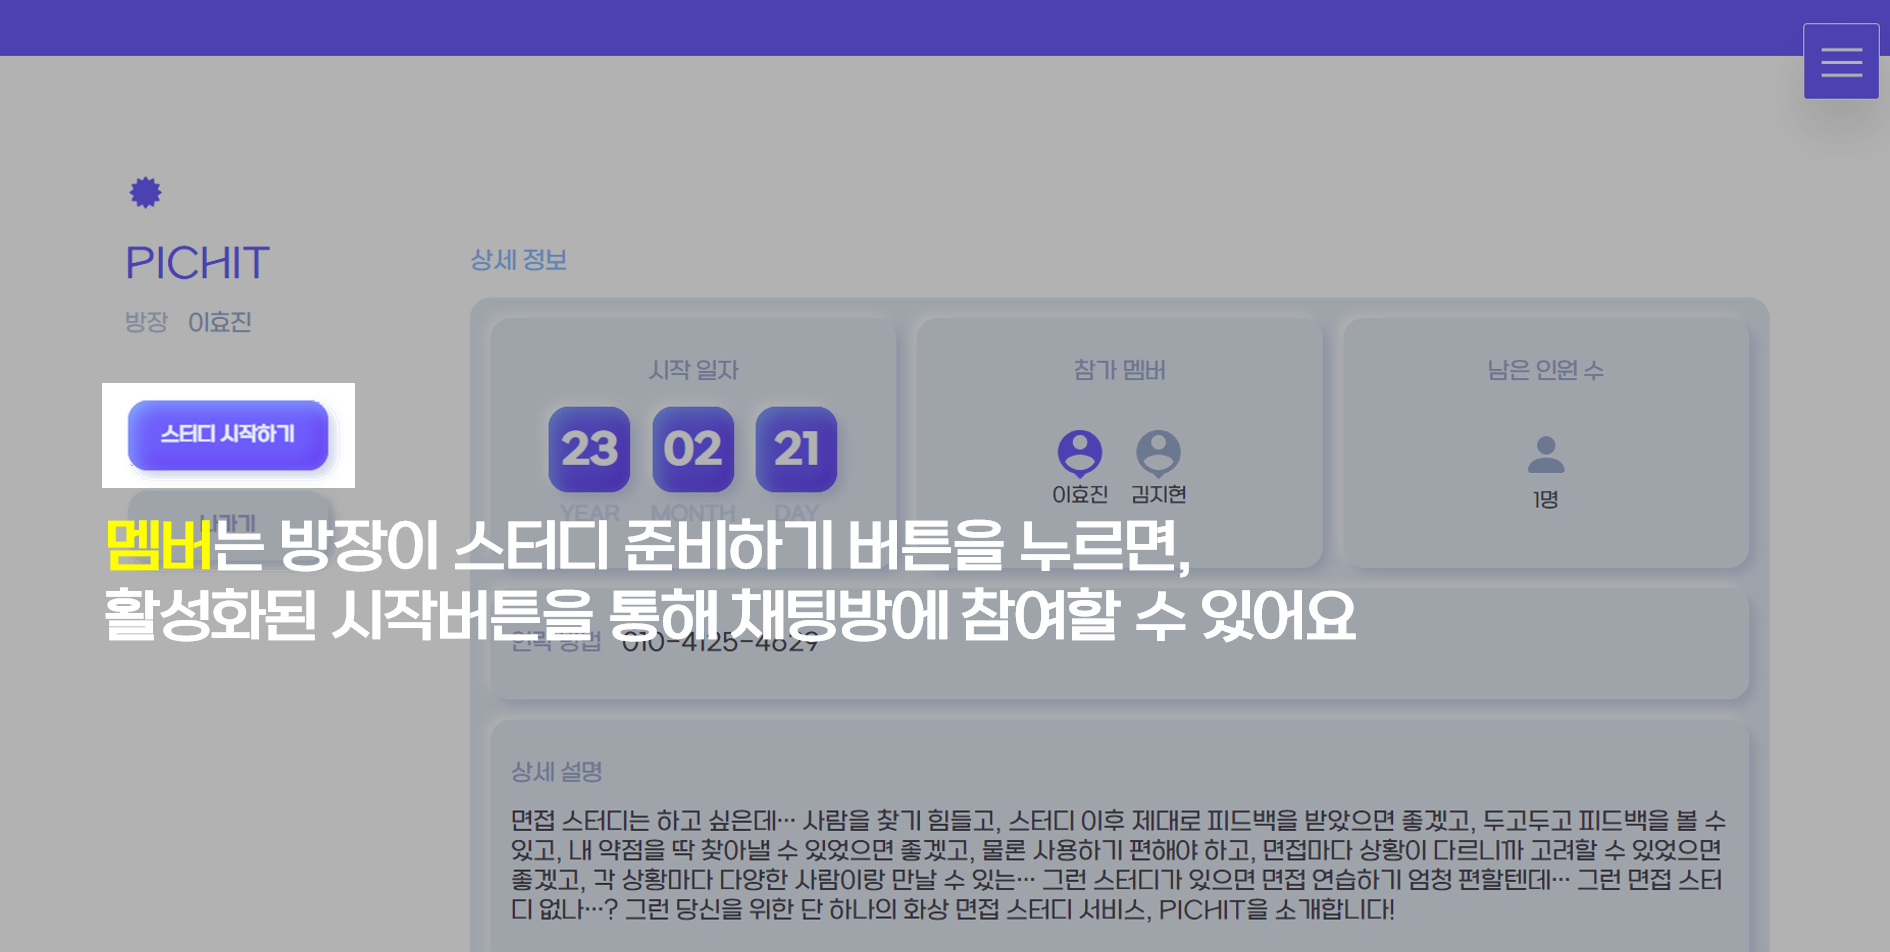 PICHIT
방장 이효진
스터디 시작하기
나가기
멤버는 방장이 스터디 준비하기 버튼을 누르면,
활성화된 시작버튼을 통해 채팅방에 참여할 수 있어요
상세 정보
시작 일자
23 02 21
YEAR MONTH DAY
참가 멤버
이효진 김지현
남은 인원 수
1명
연락 방법 010-4125-4629
상세 설명
면접 스터디는 하고 싶은데… 사람을 찾기 힘들고, 스터디 이후 제대로 피드백을 받았으면 좋겠고, 두고두고 피드백을 볼 수
있고, 내 약점을 딱 찾아낼 수 있었으면 좋겠고, 물론 사용하기 편해야 하고, 면접마다 상황이 다르니까 고려할 수 있었으면
좋겠고, 각 상황마다 다양한 사람이랑 만날 수 있는… 그런 스터디가 있으면 면접 연습하기 엄청 편할텐데… 그런 면접 스터
디 없나…? 그런 당신을 위한 단 하나의 화상 면접 스터디 서비스, PICHIT을 소개합니다!